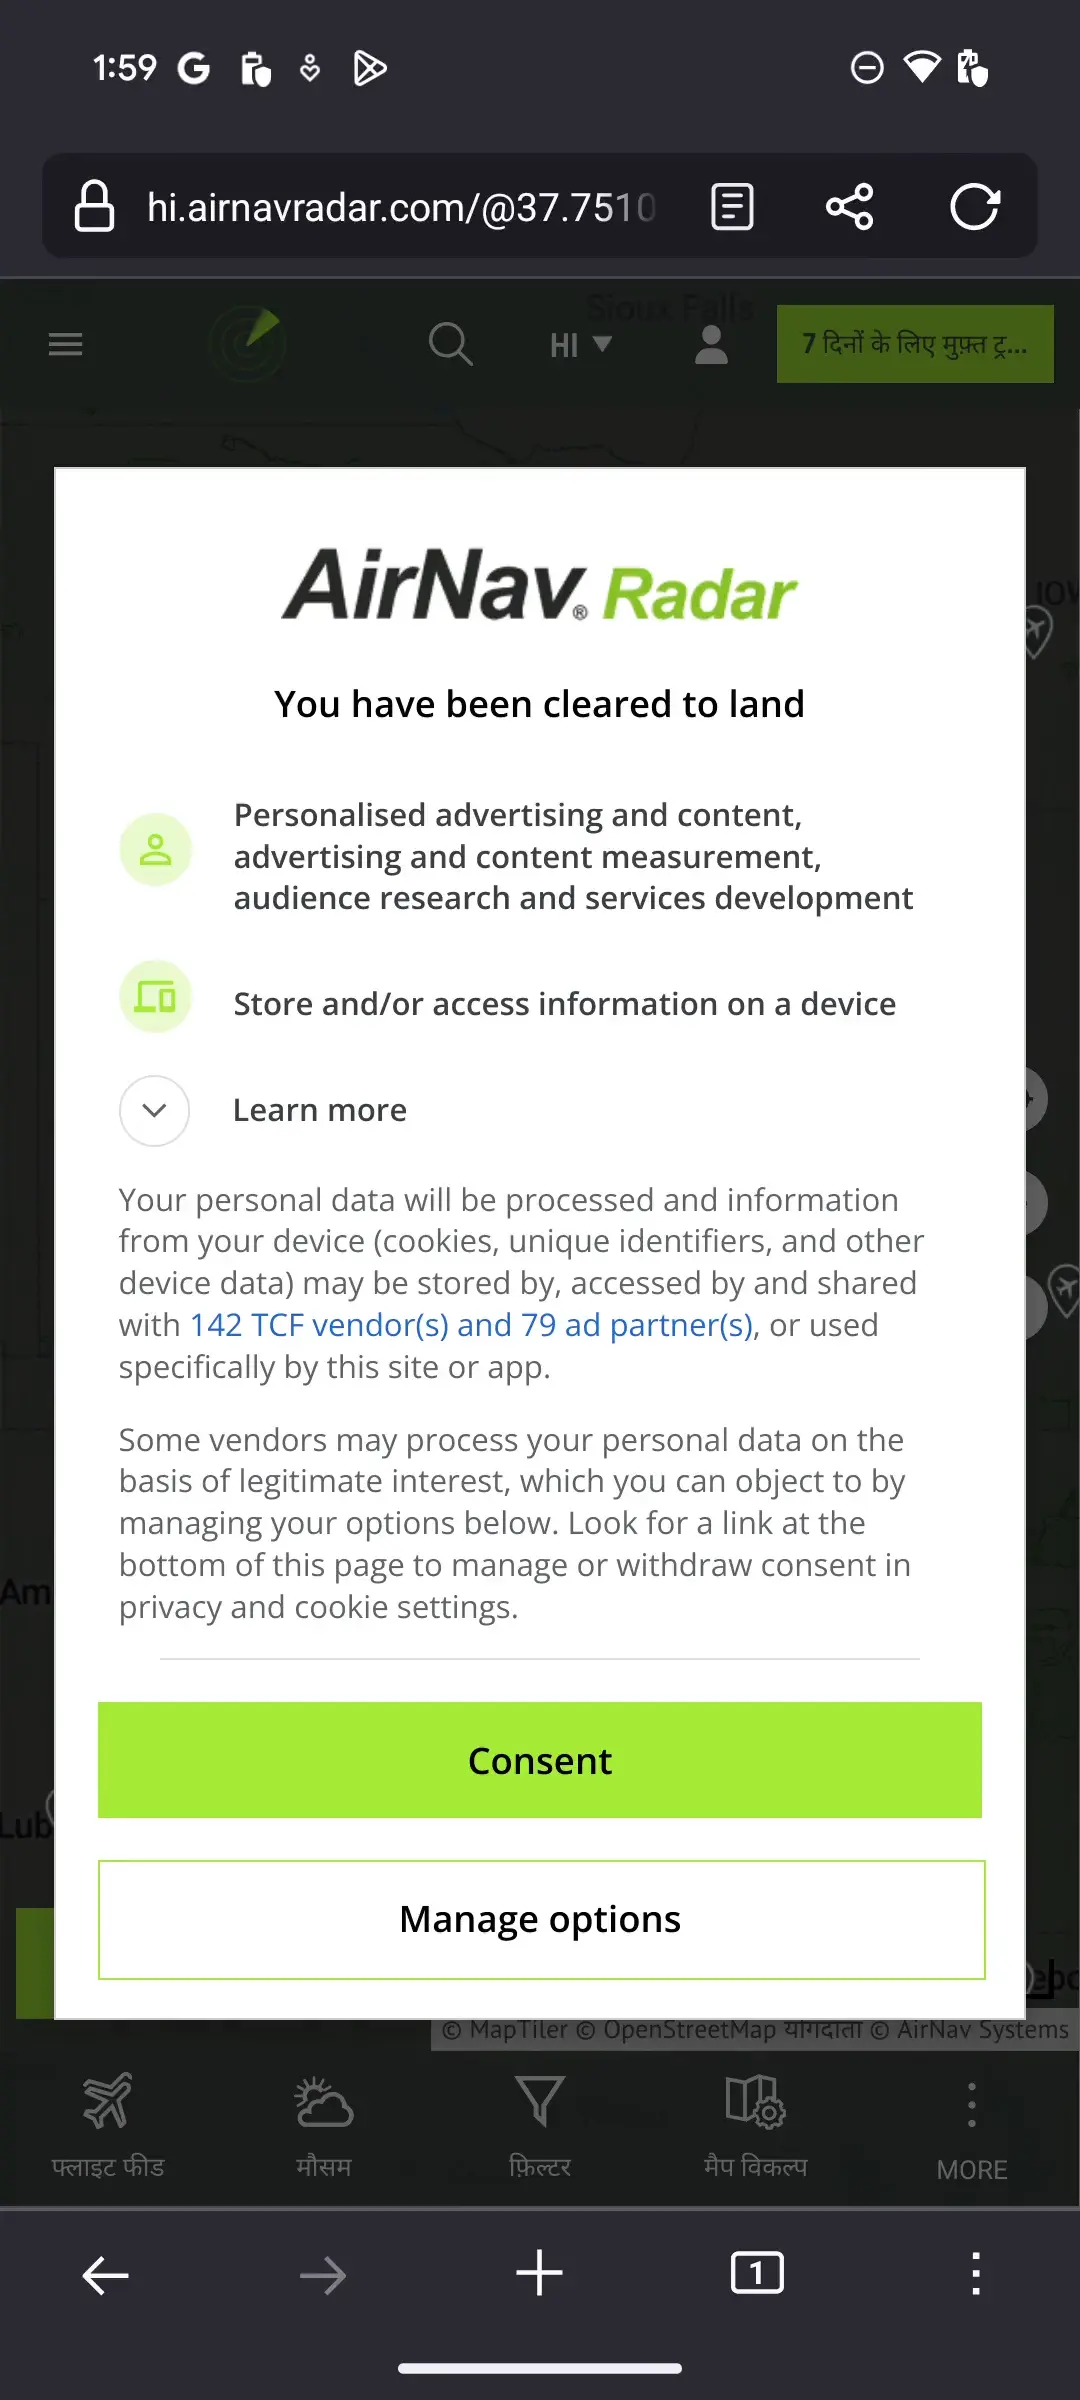 1:59
hi.airnavradar.com/@37.7510
Sioux Falls
HI
7 दिनों के लिए मुफ़्त ट्र...
AirNav® Radar
You have been cleared to land
Personalised advertising and content,
advertising and content measurement,
audience research and services development
Store and/or access information on a device
Learn more
Your personal data will be processed and information
from your device (cookies, unique identifiers, and other
device data) may be stored by, accessed by and shared
with 142 TCF vendor(s) and 79 ad partner(s), or used
specifically by this site or app.
Some vendors may process your personal data on the
basis of legitimate interest, which you can object to by
managing your options below. Look for a link at the
bottom of this page to manage or withdraw consent in
privacy and cookie settings.
Am
Consent
Lub
Manage options
© MapTiler © OpenStreetMap योगदाता © AirNav Systems
फ्लाइट फीड
मौसम
फ़िल्टर
मैप विकल्प
MORE
1